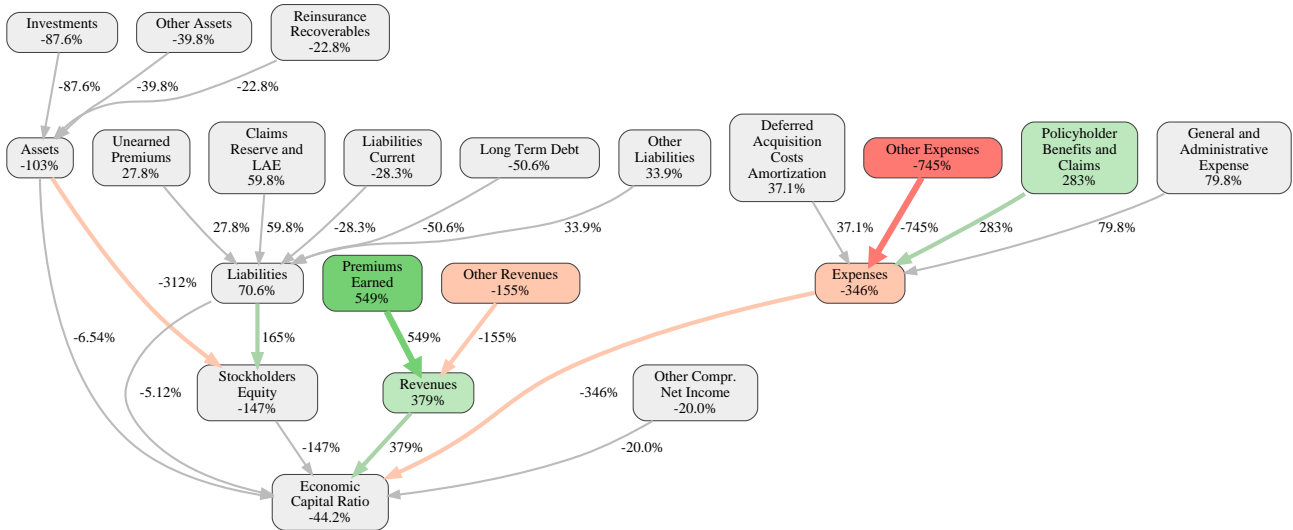 Investments
-87.6%
Other Assets
-39.8%
Reinsurance
Recoverables
-22.8%
-87.6%
-39.8%
-22.8%
Assets
-103%
Unearned
Premiums
27.8%
Claims
Reserve and
LAE
59.8%
Liabilities
Current
-28.3%
Long Term Debt
-50.6%
Other
Liabilities
33.9%
Deferred
Acquisition
Costs
Amortization
37.1%
Other Expenses
-745%
Policyholder
Benefits and
Claims
283%
General and
Administrative
Expense
79.8%
27.8%
59.8%
-28.3%
-50.6%
33.9%
37.1%
-745%
283%
79.8%
Liabilities
70.6%
Premiums
Earned
549%
Other Revenues
-155%
Expenses
-346%
-312%
-6.54%
165%
549%
-155%
-5.12%
Stockholders
Equity
-147%
Revenues
379%
-346%
Other Compr.
Net Income
-20.0%
-147%
379%
-20.0%
Economic
Capital Ratio
-44.2%